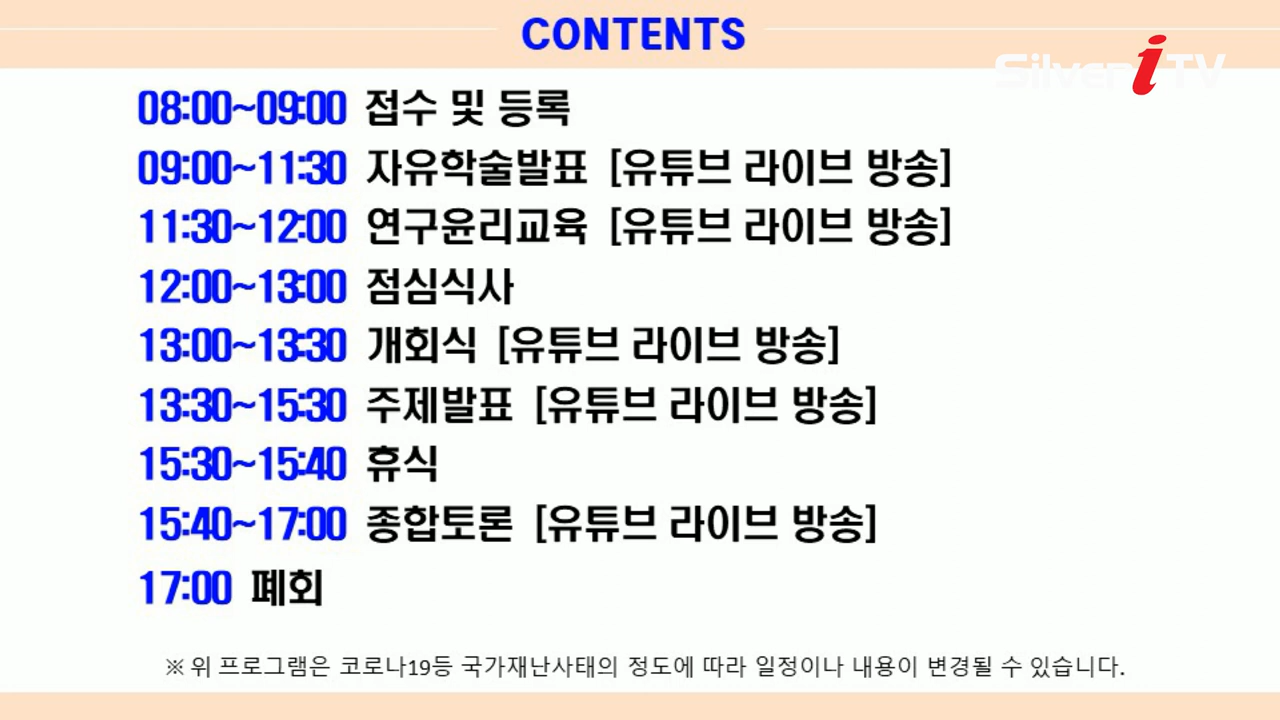 CONTENTS
Silver i TV
08:00~09:00 접수 및 등록
09:00~11:30 자유학술발표 [유튜브 라이브 방송]
11:30~12:00 연구윤리교육 [유튜브 라이브 방송]
12:00~13:00 점심식사
13:00~13:30 개회식 [유튜브 라이브 방송]
13:30~15:30 주제발표 [유튜브 라이브 방송]
15:30~15:40 휴식
15:40~17:00 종합토론 [유튜브 라이브 방송]
17:00 폐회
※ 위 프로그램은 코로나19등 국가재난사태의 정도에 따라 일정이나 내용이 변경될 수 있습니다.